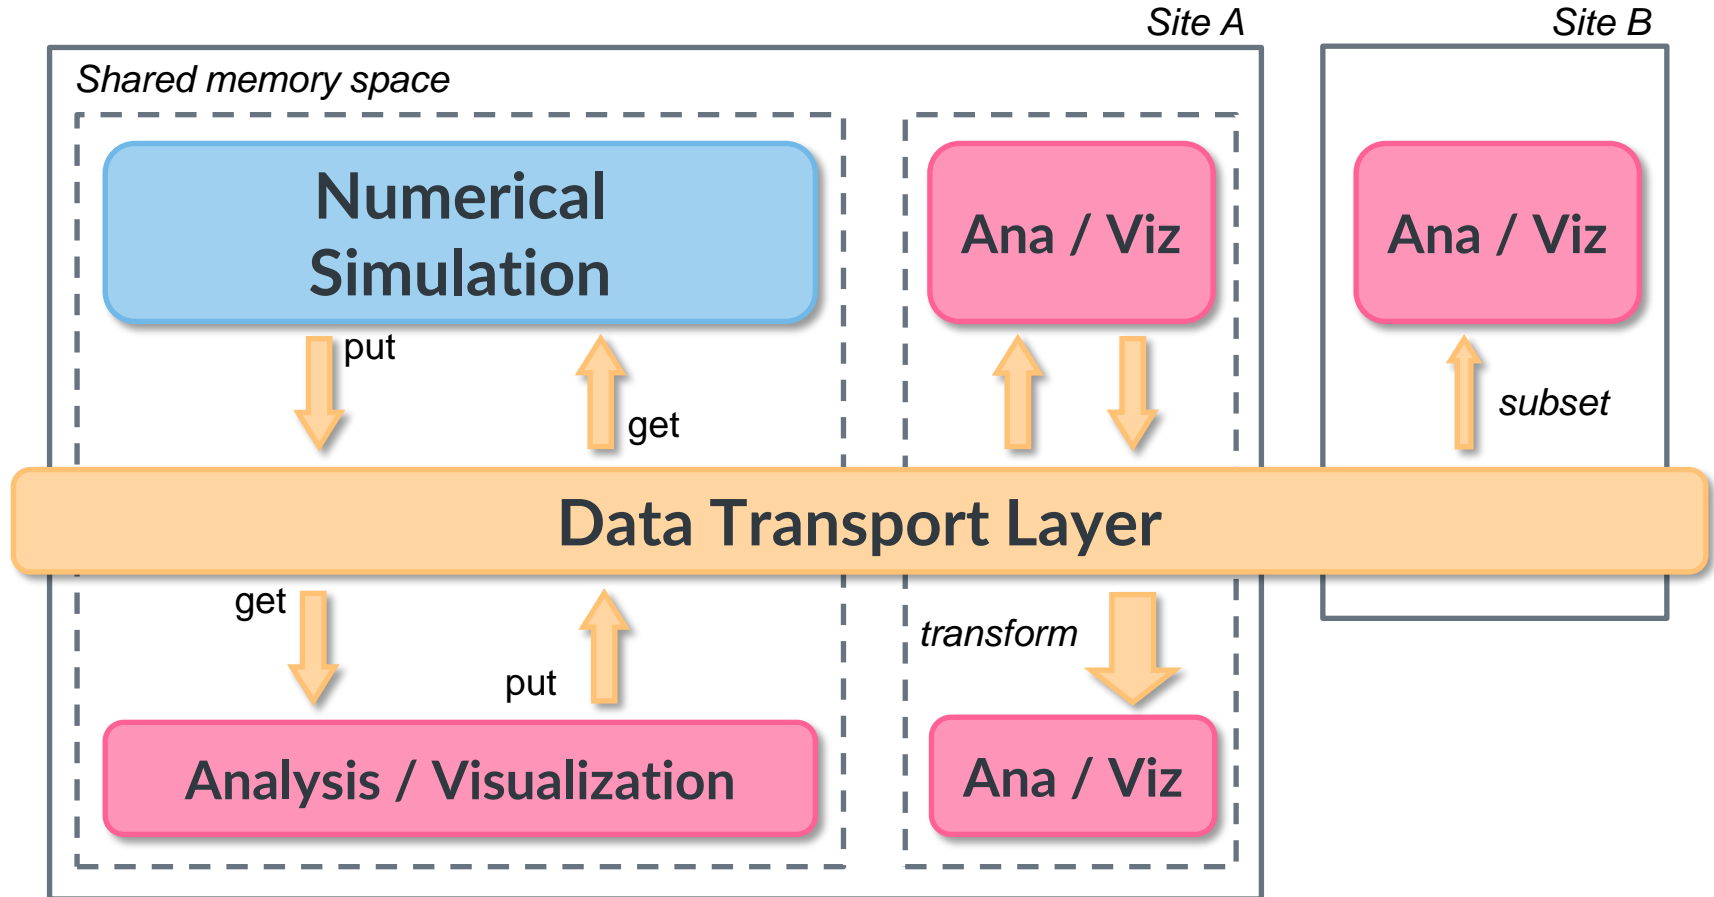 Site A
Site B
Shared memory space
Numerical
Simulation
Ana / Viz
Ana / Viz
put
get
subset
Data Transport Layer
get
put
transform
Analysis / Visualization
Ana / Viz